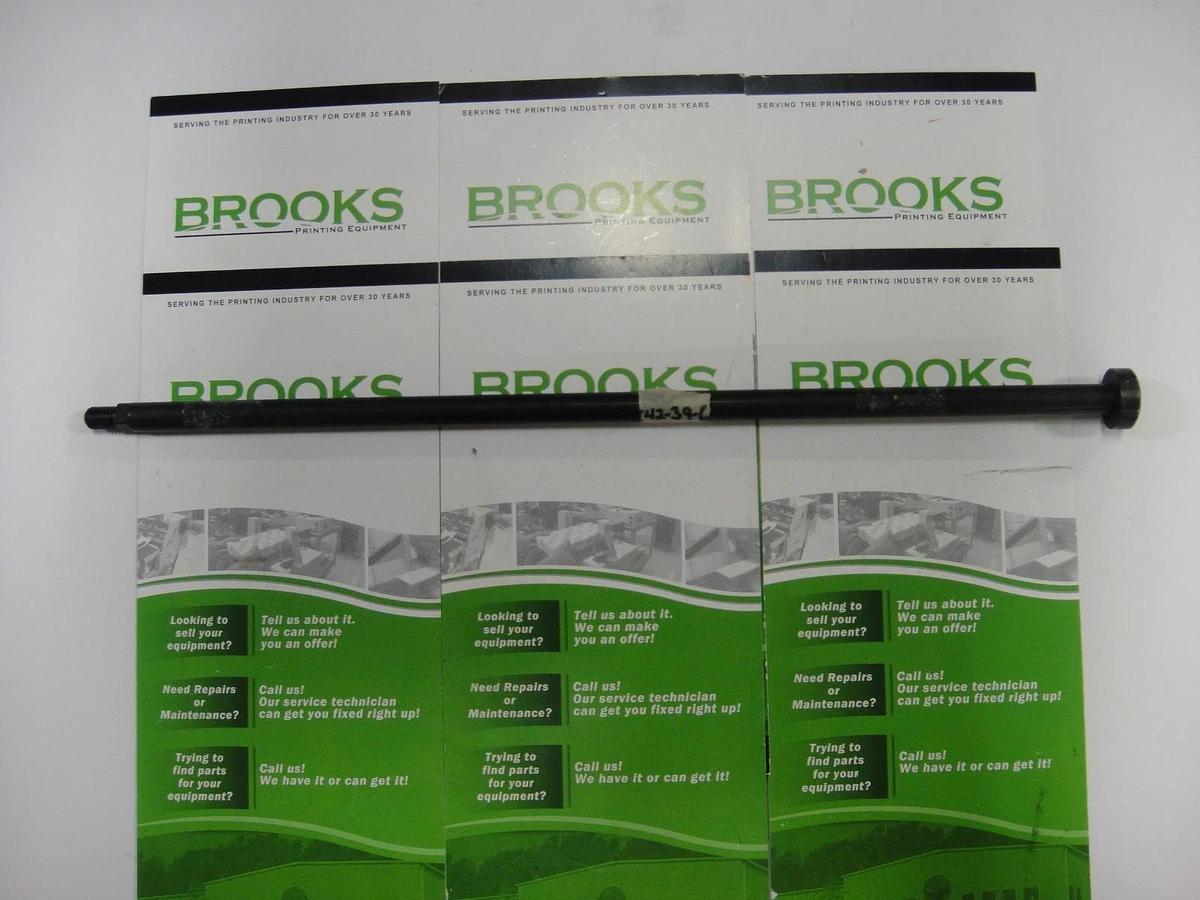 SERVING THE PRINTING INDUSTRY FOR OVER 30 YEARS
BROOKS
PRINTING EQUIPMENT
SERVING THE PRINTING INDUSTRY FOR OVER 30 YEARS
BROOKS
PRINTING EQUIPMENT
SERVING THE PRINTING INDUSTRY FOR OVER 30 YEARS
BROOKS
PRINTING EQUIPMENT
SERVING THE PRINTING INDUSTRY FOR OVER 30 YEARS
BROOKS
SERVING THE PRINTING INDUSTRY FOR OVER 30 YEARS
BROOKS
SERVING THE PRINTING INDUSTRY FOR OVER 30 YEARS
BROOKS
Looking to
sell your
equipment?
Tell us about it.
We can make
you an offer!
Need Repairs
or
Maintenance?
Call us!
Our service technician
can get you fixed right up!
Trying to
find parts
for your
equipment?
Call us!
We have it or can get it!
Looking to
sell your
equipment?
Tell us about it.
We can make
you an offer!
Need Repairs
or
Maintenance?
Call us!
Our service technician
can get you fixed right up!
Trying to
find parts
for your
equipment?
Call us!
We have it or can get it!
Looking to
sell your
equipment?
Tell us about it.
We can make
you an offer!
Need Repairs
or
Maintenance?
Call us!
Our service technician
can get you fixed right up!
Trying to
find parts
for your
equipment?
Call us!
We have it or can get it!